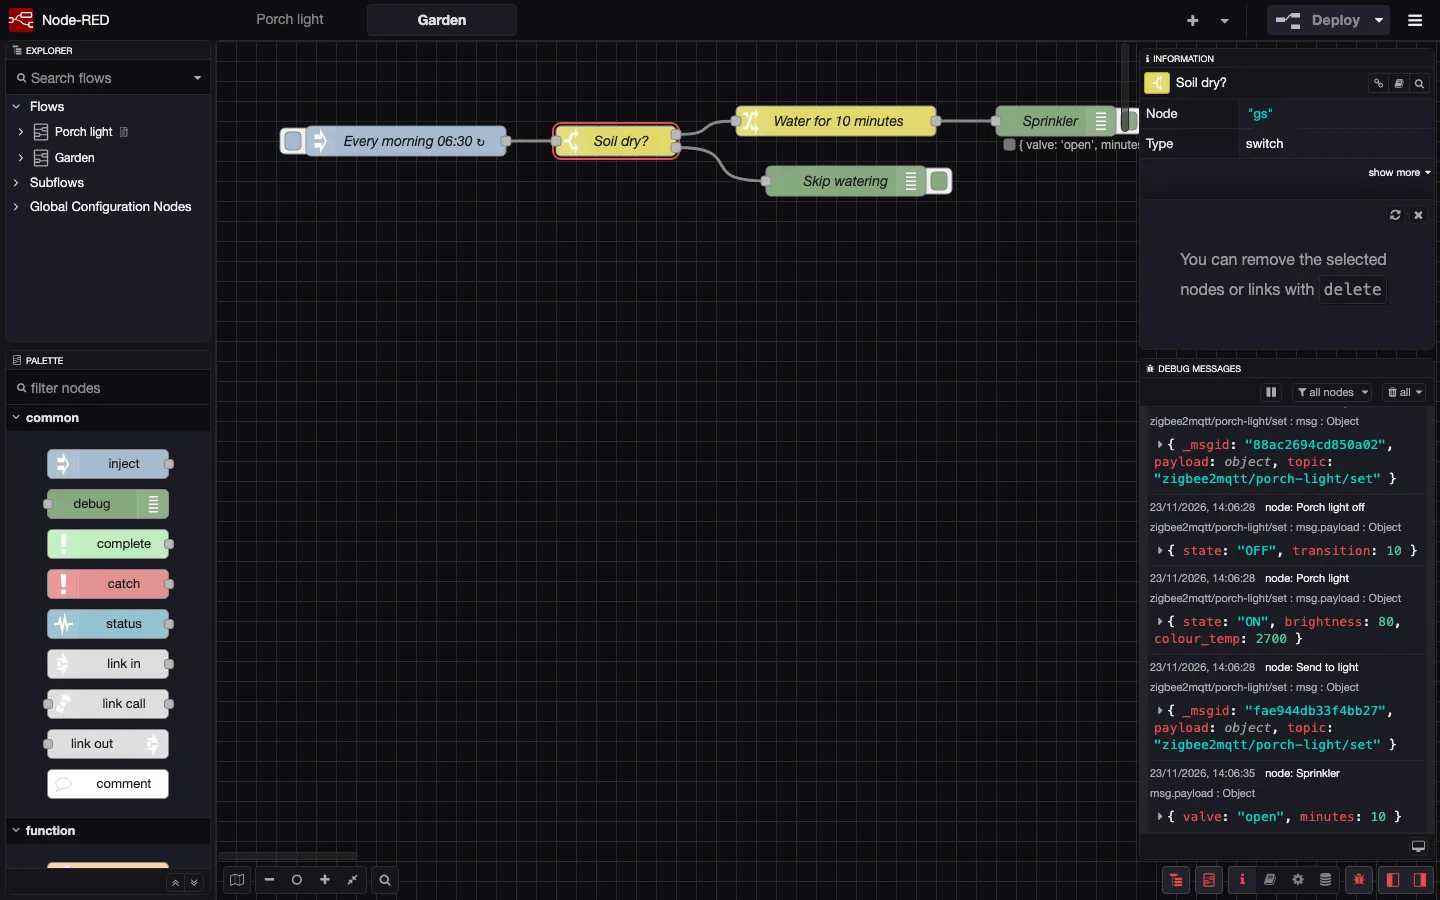 Node-RED
Porch light
Garden
Deploy
EXPLORER
Search flows
Flows
Porch light
Garden
Subflows
Global Configuration Nodes
PALETTE
filter nodes
common
inject
debug
complete
catch
status
link in
link call
link out
comment
function
Every morning 06:30 ↻
Soil dry?
Water for 10 minutes
Sprinkler
{ valve: 'open', minutes
Skip watering
INFORMATION
Soil dry?
Node "gs"
Type switch
show more
You can remove the selected
nodes or links with delete
DEBUG MESSAGES
all nodes
all
zigbee2mqtt/porch-light/set : msg : Object
{ _msgid: "88ac2694cd850a02",
payload: object, topic:
"zigbee2mqtt/porch-light/set" }
23/11/2026, 14:06:28 node: Porch light off
zigbee2mqtt/porch-light/set : msg.payload : Object
{ state: "OFF", transition: 10 }
23/11/2026, 14:06:28 node: Porch light
zigbee2mqtt/porch-light/set : msg.payload : Object
{ state: "ON", brightness: 80,
colour_temp: 2700 }
23/11/2026, 14:06:28 node: Send to light
zigbee2mqtt/porch-light/set : msg : Object
{ _msgid: "fae944db33f4bb27",
payload: object, topic:
"zigbee2mqtt/porch-light/set" }
23/11/2026, 14:06:35 node: Sprinkler
msg.payload : Object
{ valve: "open", minutes: 10 }